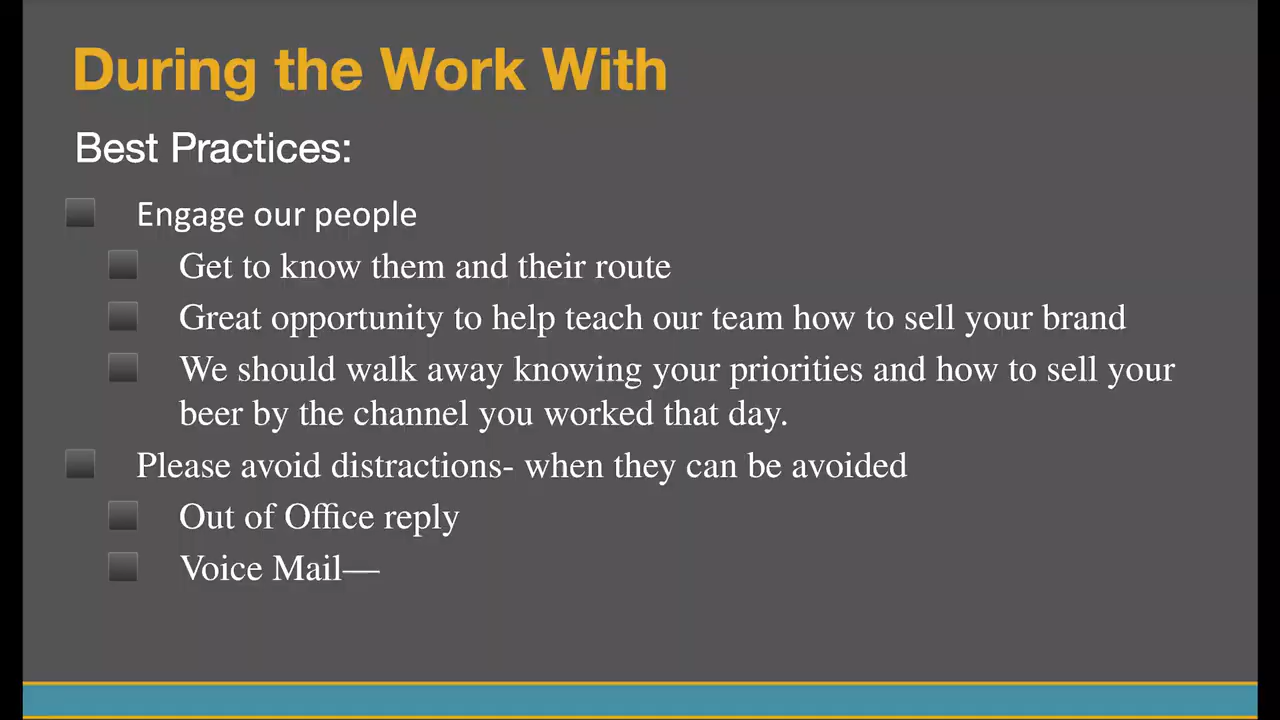 During the Work With
Best Practices:
Engage our people
Get to know them and their route
Great opportunity to help teach our team how to sell your brand
We should walk away knowing your priorities and how to sell your
beer by the channel you worked that day.
Please avoid distractions- when they can be avoided
Out of Office reply
Voice Mail—